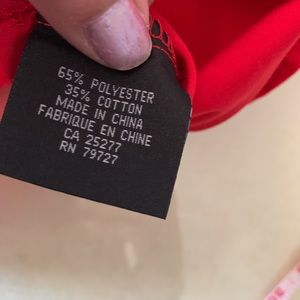 65% POLYESTER
35% COTTON
MADE IN CHINA
FABRIQUE EN CHINE
CA 25277
RN 79727